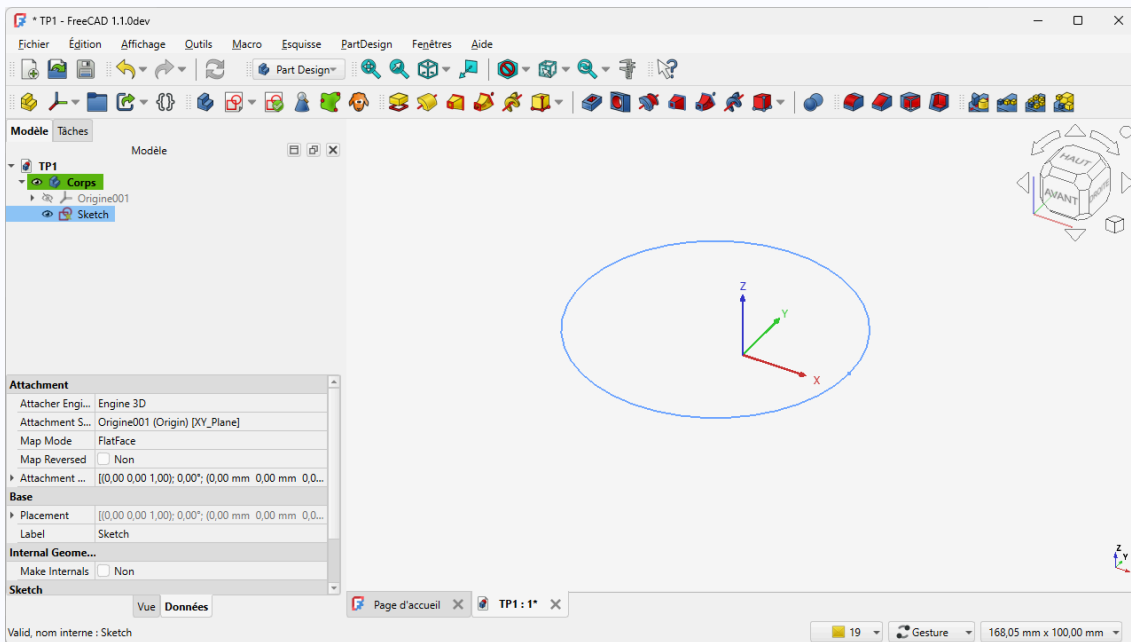 * TP1 - FreeCAD 1.1.0dev
Fichier Édition Affichage Outils Macro Esquisse PartDesign Fenêtres Aide
Part Design
Modèle Tâches
Modèle
TP1
Corps
Origine001
Sketch
HAUT
AVANT
DROITE
Z
Y
X
Attachment
Attacher Engi... Engine 3D
Attachment S... Origine001 (Origin) [XY_Plane]
Map Mode FlatFace
Map Reversed Non
Attachment ... [(0,00 0,00 1,00); 0,00°; (0,00 mm 0,00 mm 0,0...
Base
Placement [(0,00 0,00 1,00); 0,00°; (0,00 mm 0,00 mm 0,0...
Label Sketch
Internal Geome...
Make Internals Non
Sketch
Z
Y
Vue Données
Page d'accueil TP1 : 1*
Valid, nom interne : Sketch
19 Gesture 168,05 mm x 100,00 mm